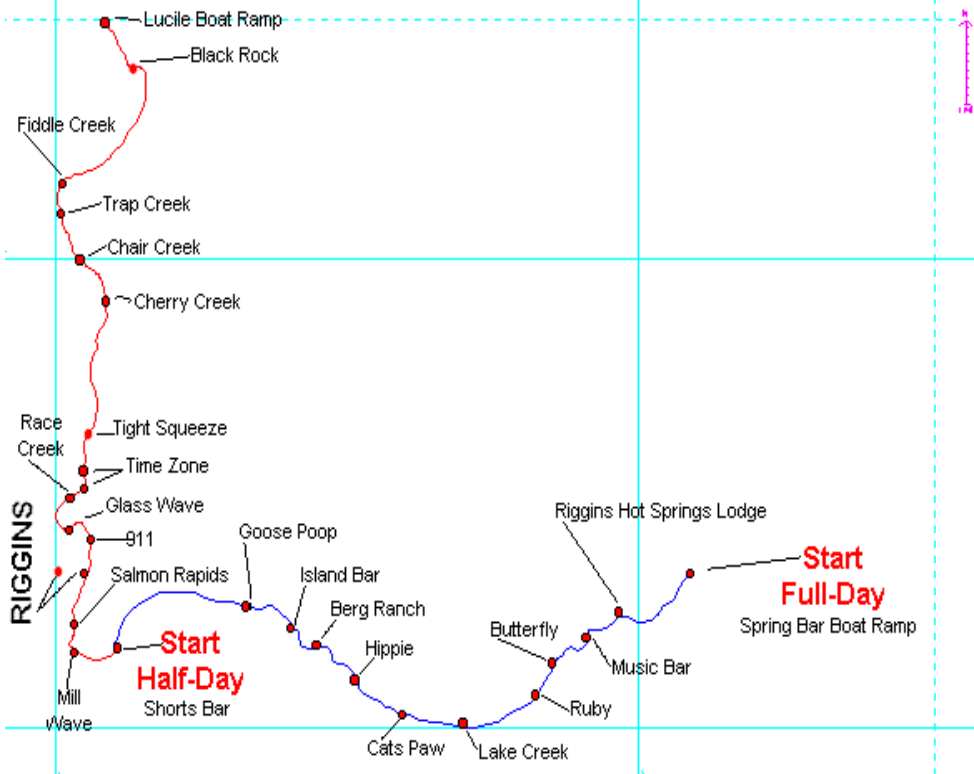 Lucile Boat Ramp
Black Rock
Fiddle Creek
Trap Creek
Chair Creek
Cherry Creek
Race
Creek
Tight Squeeze
Time Zone
Glass Wave
RIGGINS
911
Goose Poop
Riggins Hot Springs Lodge
Salmon Rapids
Island Bar
Start
Full-Day
Spring Bar Boat Ramp
Berg Ranch
Start
Half-Day
Shorts Bar
Hippie
Butterfly
Music Bar
Mill
Wave
Ruby
Cats Paw
Lake Creek